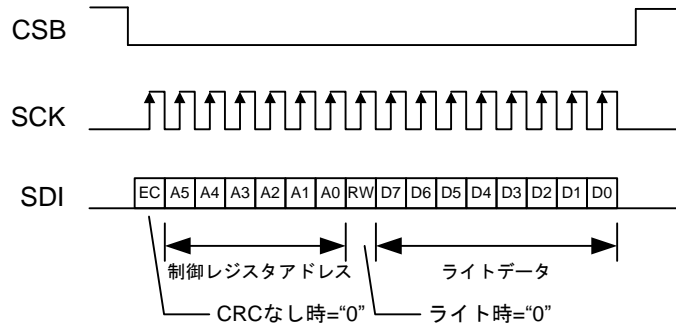 CSB
SCK
SDI
EC A5 A4 A3 A2 A1 A0 RW D7 D6 D5 D4 D3 D2 D1 D0
制御レジスタアドレス ライトデータ
CRCなし時=“0” ライト時=“0”